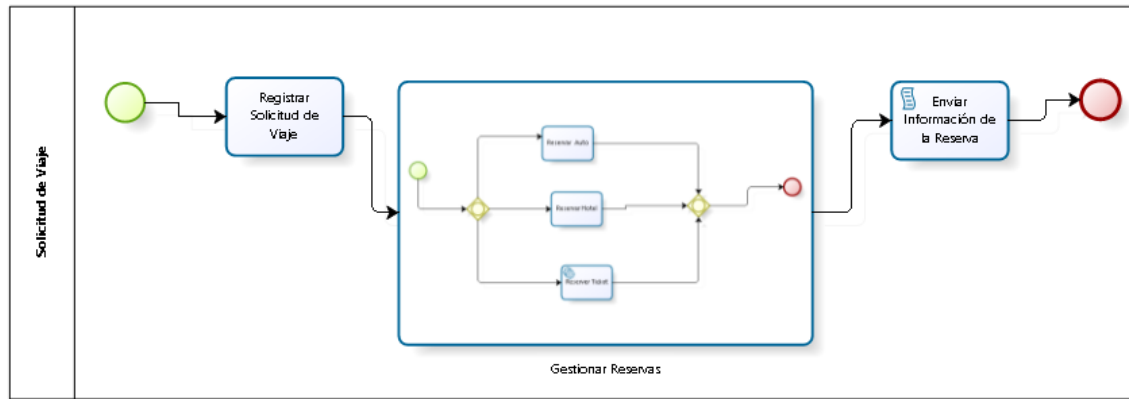 Solicitud de Viaje
Registrar
Solicitud de
Viaje
Reservar Auto
Reservar Hotel
Reservar Ticket
Gestionar Reservas
Enviar
Información de
la Reserva